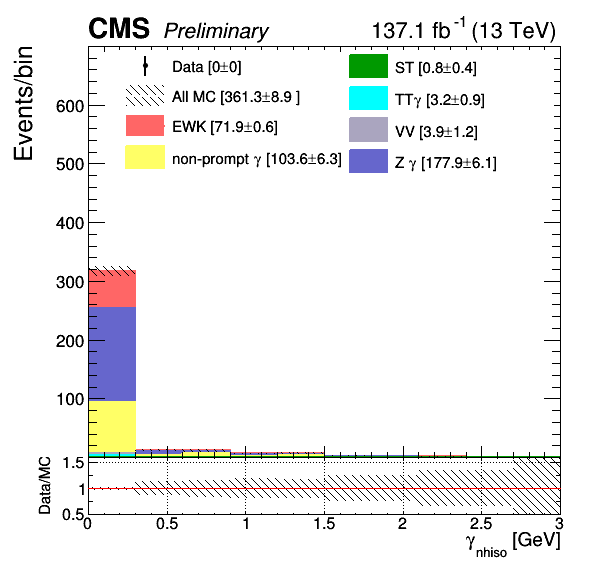 CMS Preliminary 137.1 fb⁻¹ (13 TeV)
Events/bin
Data [0±0]
All MC [361.3±8.9 ]
EWK [71.9±0.6]
non-prompt γ [103.6±6.3]
ST [0.8±0.4]
TTγ [3.2±0.9]
VV [3.9±1.2]
Z γ [177.9±6.1]
600
500
400
300
200
100
Data/MC
1.5
1
0.5
0 0.5 1 1.5 2 2.5 3
γnhiso [GeV]